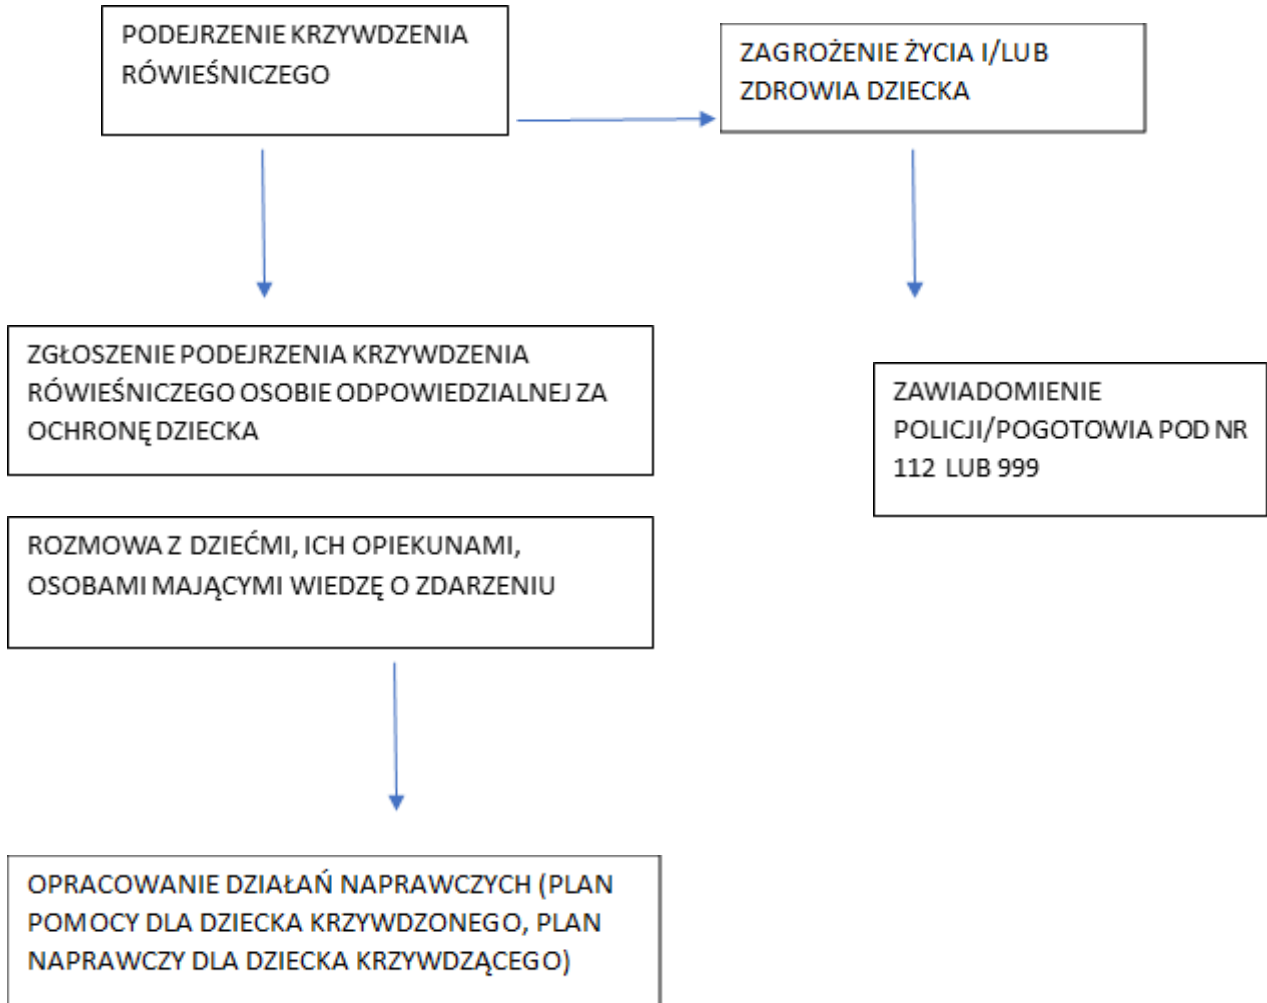 PODEJRZENIE KRZYWDZENIA
RÓWIEŚNICZEGO
ZAGROŻENIE ŻYCIA I/LUB
ZDROWIA DZIECKA
ZGŁOSZENIE PODEJRZENIA KRZYWDZENIA
RÓWIEŚNICZEGO OSOBIE ODPOWIEDZIALNEJ ZA
OCHRONĘ DZIECKA
ZAWIADOMIENIE
POLICJI/POGOTOWIA POD NR
112 LUB 999
ROZMOWA Z DZIEĆMI, ICH OPIEKUNAMI,
OSOBAMI MAJĄCYMI WIEDZĘ O ZDARZENIU
OPRACOWANIE DZIAŁAŃ NAPRAWCZYCH (PLAN
POMOCY DLA DZIECKA KRZYWDZONEGO, PLAN
NAPRAWCZY DLA DZIECKA KRZYWDZĄCEGO)